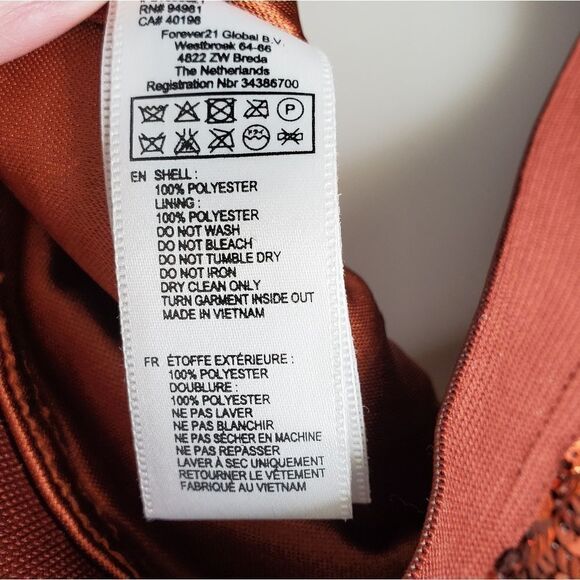 RN# 94981
CA# 40198
Forever21 Global B.V.
Westbroek 64-66
4822 ZW Breda
The Netherlands
Registration Nbr 34385700
P
EN SHELL :
100% POLYESTER
LINING :
100% POLYESTER
DO NOT WASH
DO NOT BLEACH
DO NOT TUMBLE DRY
DO NOT IRON
DRY CLEAN ONLY
TURN GARMENT INSIDE OUT
MADE IN VIETNAM
FR ÉTOFFE EXTÉRIEURE :
100% POLYESTER
DOUBLURE :
100% POLYESTER
NE PAS LAVER
NE PAS BLANCHIR
NE PAS SÉCHER EN MACHINE
NE PAS REPASSER
LAVER À SEC UNIQUEMENT
RETOURNER LE VÊTEMENT
FABRIQUÉ AU VIETNAM